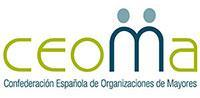 ceoma
Confederación Española de Organizaciones de Mayores